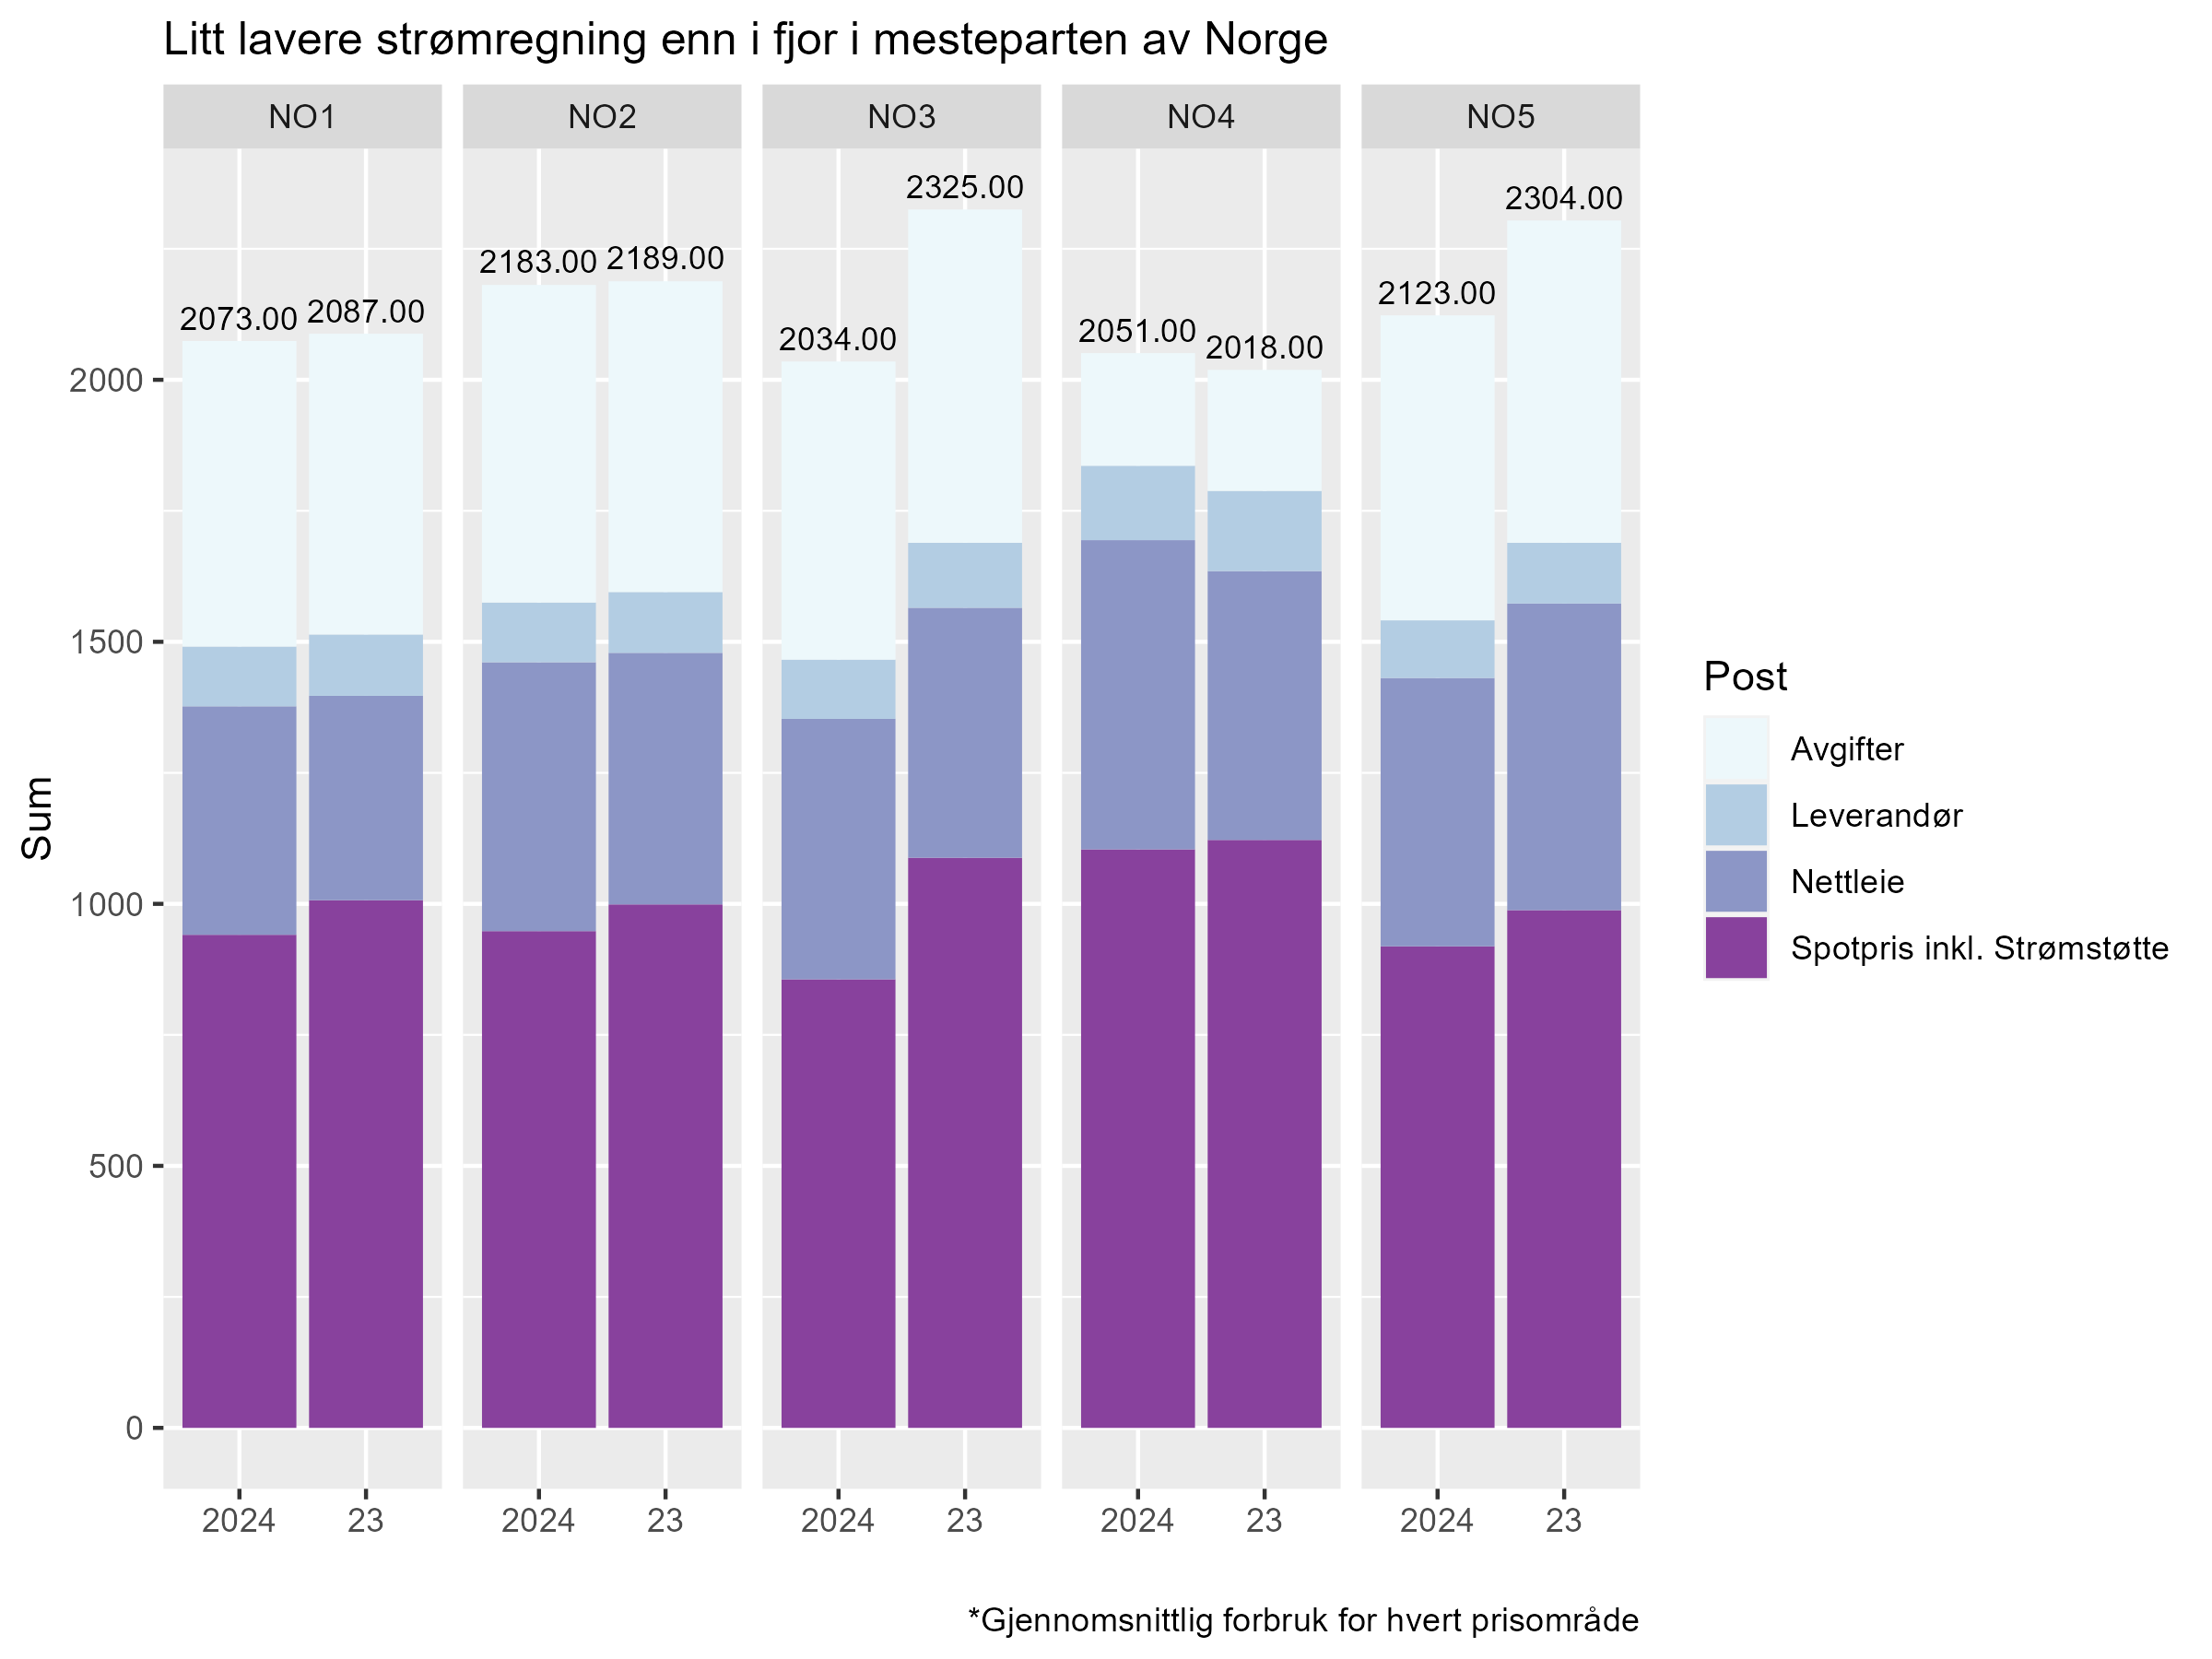 Litt lavere strømregning enn i fjor i mesteparten av Norge
NO1 NO2 NO3 NO4 NO5
2073.00 2087.00 2183.00 2189.00 2034.00 2325.00 2051.00 2018.00 2123.00 2304.00
2000
1500
1000
500
0
Sum
2024 23 2024 23 2024 23 2024 23 2024 23
Post
Avgifter
Leverandør
Nettleie
Spotpris inkl. Strømstøtte
*Gjennomsnittlig forbruk for hvert prisområde